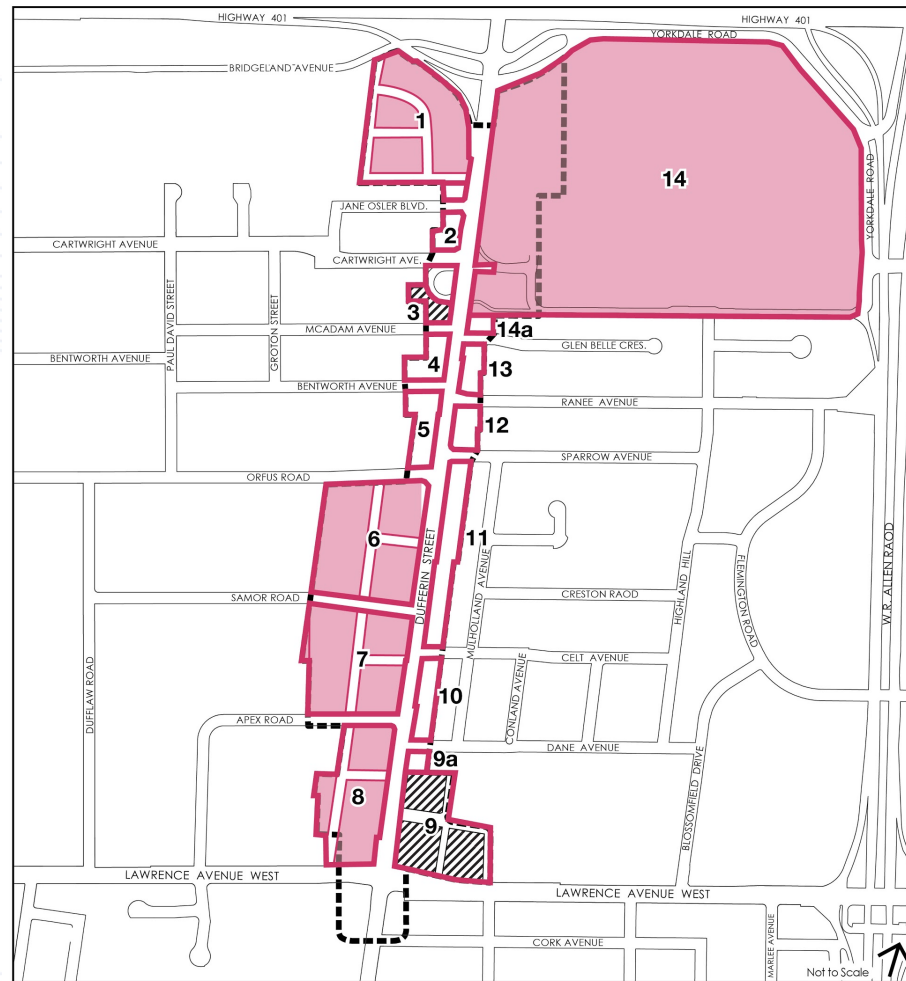 HIGHWAY 401
HIGHWAY 401
YORKDALE ROAD
BRIDGELAND AVENUE
1
14
YORKDALE ROAD
JANE OSLER BLVD.
2
CARTWRIGHT AVENUE
CARTWRIGHT AVE.
PAUL DAVID STREET
GROTON STREET
3
MCADAM AVENUE
14a
GLEN BELLE CRES.
BENTWORTH AVENUE
4
13
BENTWORTH AVENUE
RANEE AVENUE
5
12
SPARROW AVENUE
ORFUS ROAD
6
11
DUFFERIN STREET
MULHOLLAND AVENUE
HIGHLAND HILL
FLEMINGTON ROAD
W.R. ALLEN RAOD
SAMOR ROAD
CRESTON RAOD
7
CELT AVENUE
DUFFLAW ROAD
10
CONLAND AVENUE
APEX ROAD
DANE AVENUE
9a
BLOSSOMFIELD DRIVE
8
9
LAWRENCE AVENUE WEST
LAWRENCE AVENUE WEST
MARLEE AVENUE
CORK AVENUE
Not to Scale